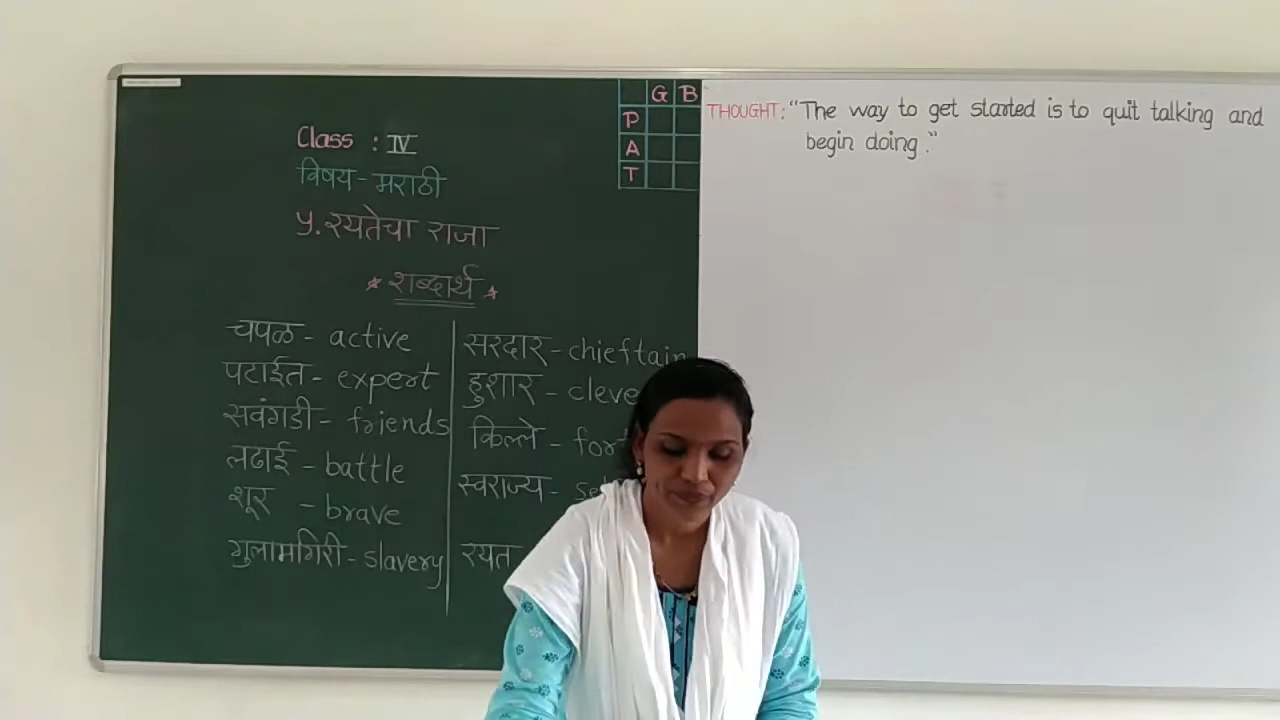 Class : IV
विषय - मराठी
५. रयतेचा राजा
* शब्दार्थ *
चपळ - active
पटाईत - expert
सवंगडी - friends
लढाई - battle
शूर - brave
गुलामगिरी - slavery
सरदार - chieftain
हुशार - cleve
किल्ले - for
स्वराज्य - se
रयत
G B
P
A
T
THOUGHT: "The way to get started is to quit talking and
begin doing."